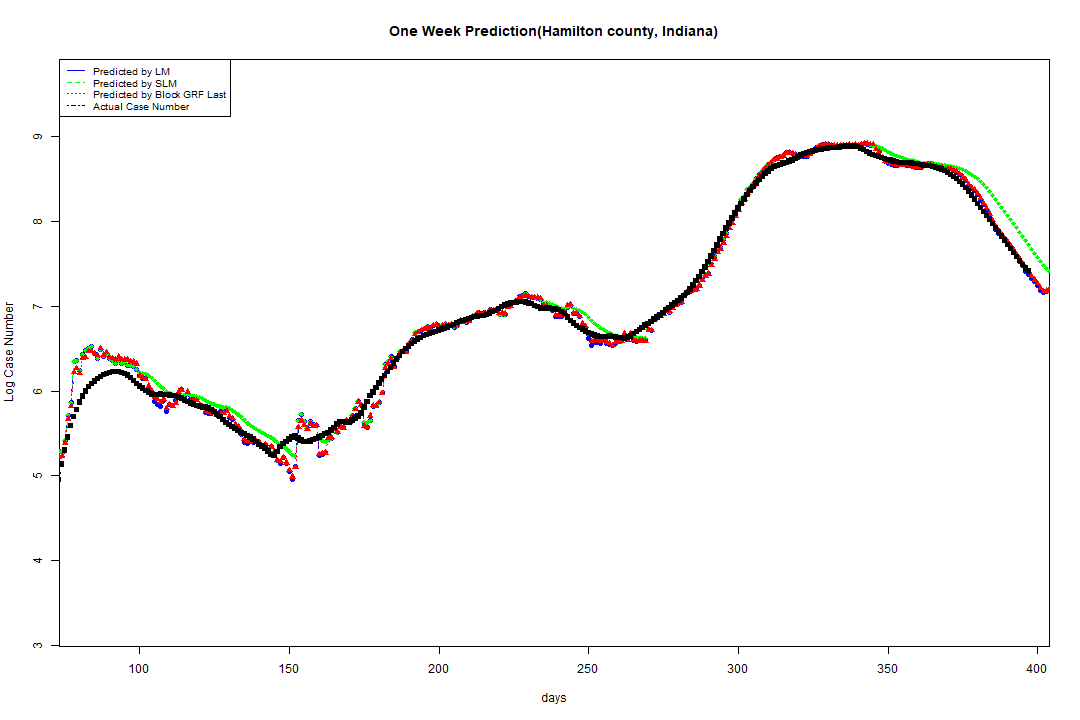 One Week Prediction(Hamilton county, Indiana)
Predicted by LM
Predicted by SLM
Predicted by Block GRF Last
Actual Case Number
9
8
7
6
5
4
3
Log Case Number
100 150 200 250 300 350 400
days